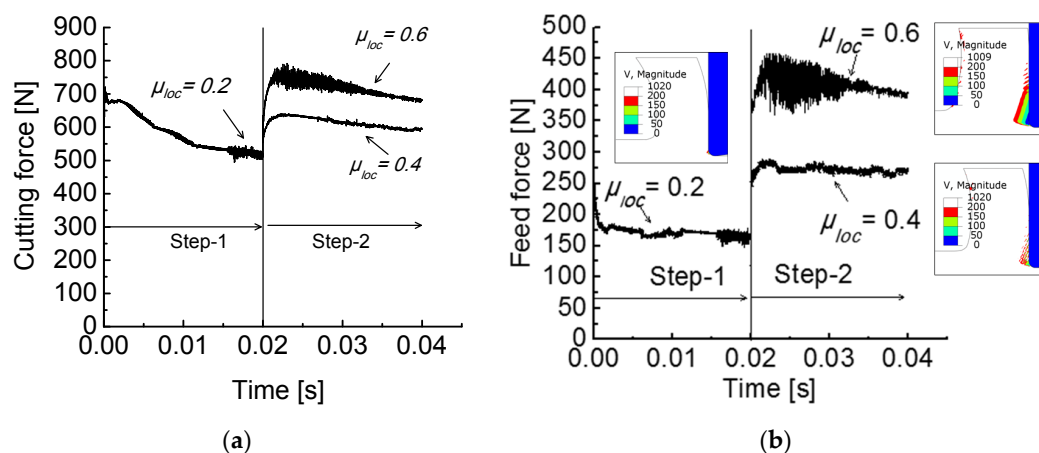 Cutting force [N]
900
800
700
600
500
400
300
200
100
0
μloc = 0.6
μloc = 0.2
μloc = 0.4
Step-1
Step-2
0.00 0.01 0.02 0.03 0.04
Time [s]
(a)
Feed force [N]
500
450
400
350
300
250
200
150
100
50
0
V, Magnitude
1020
200
150
100
50
0
μloc = 0.6
μloc = 0.2
μloc = 0.4
Step-1
Step-2
0.00 0.01 0.02 0.03 0.04
Time [s]
V, Magnitude
1009
200
150
100
50
0
V, Magnitude
1020
200
150
100
50
0
(b)